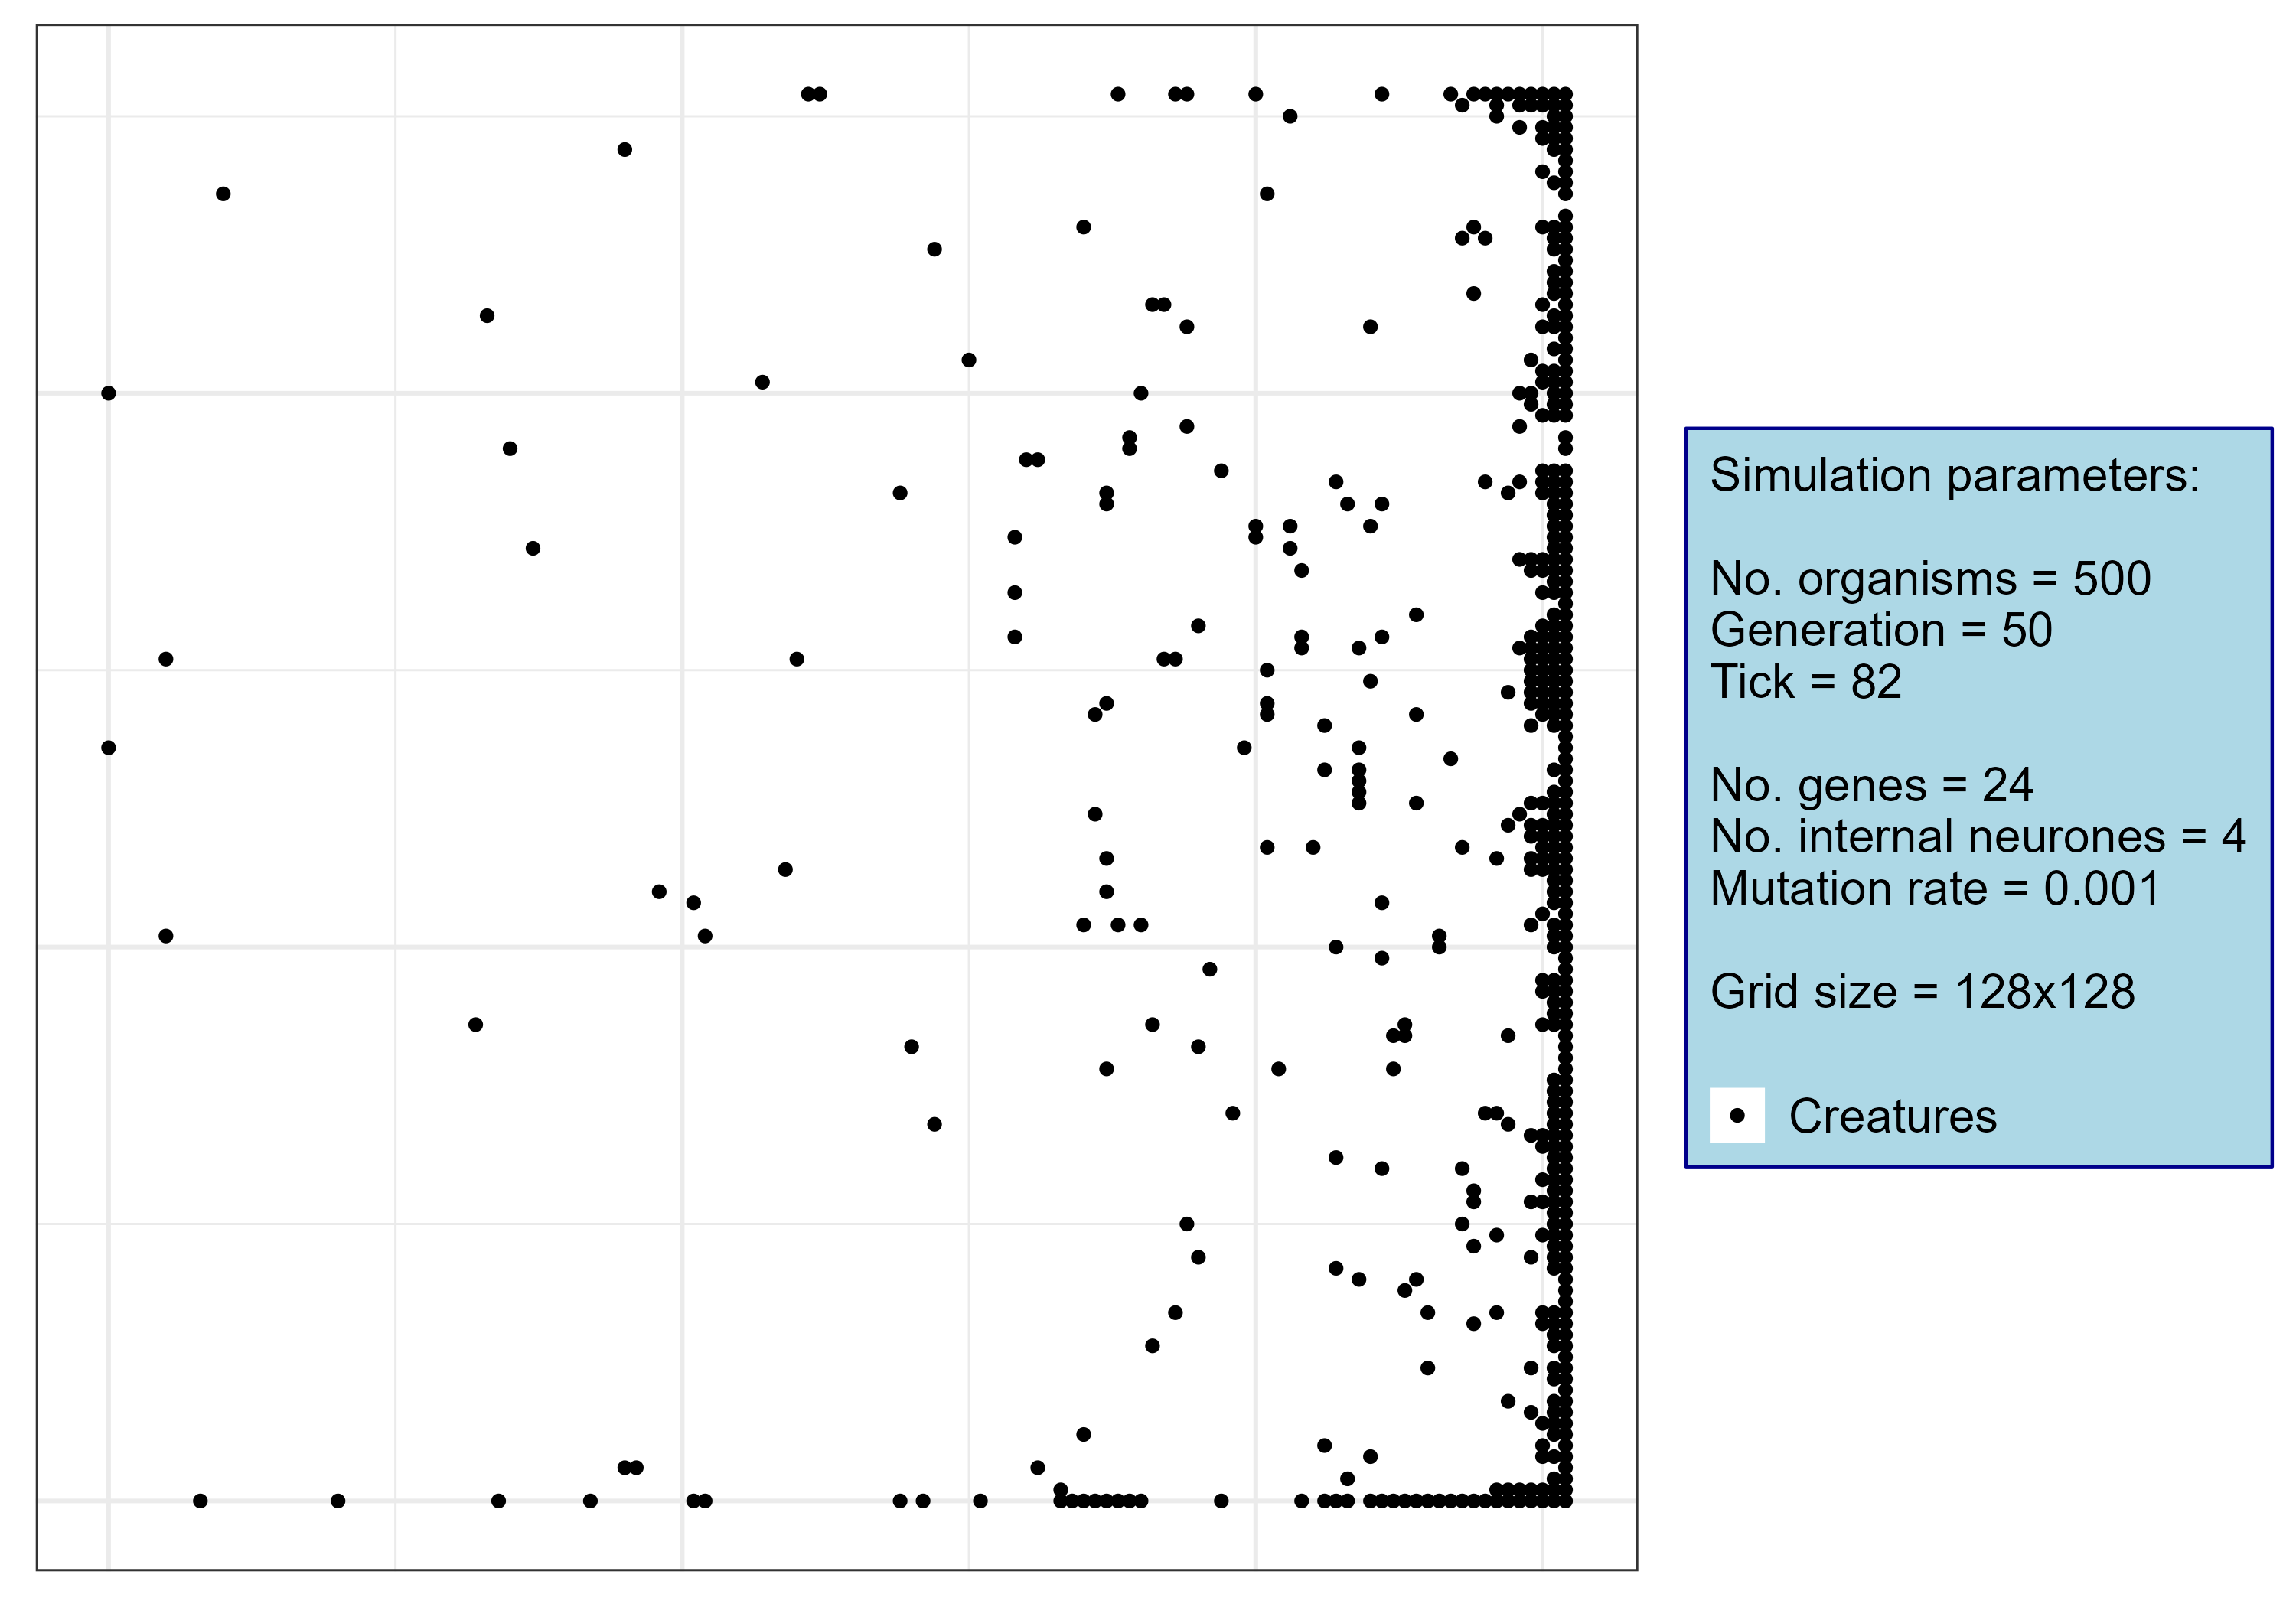 Simulation parameters:
No. organisms = 500
Generation = 50
Tick = 82
No. genes = 24
No. internal neurones = 4
Mutation rate = 0.001
Grid size = 128x128
Creatures